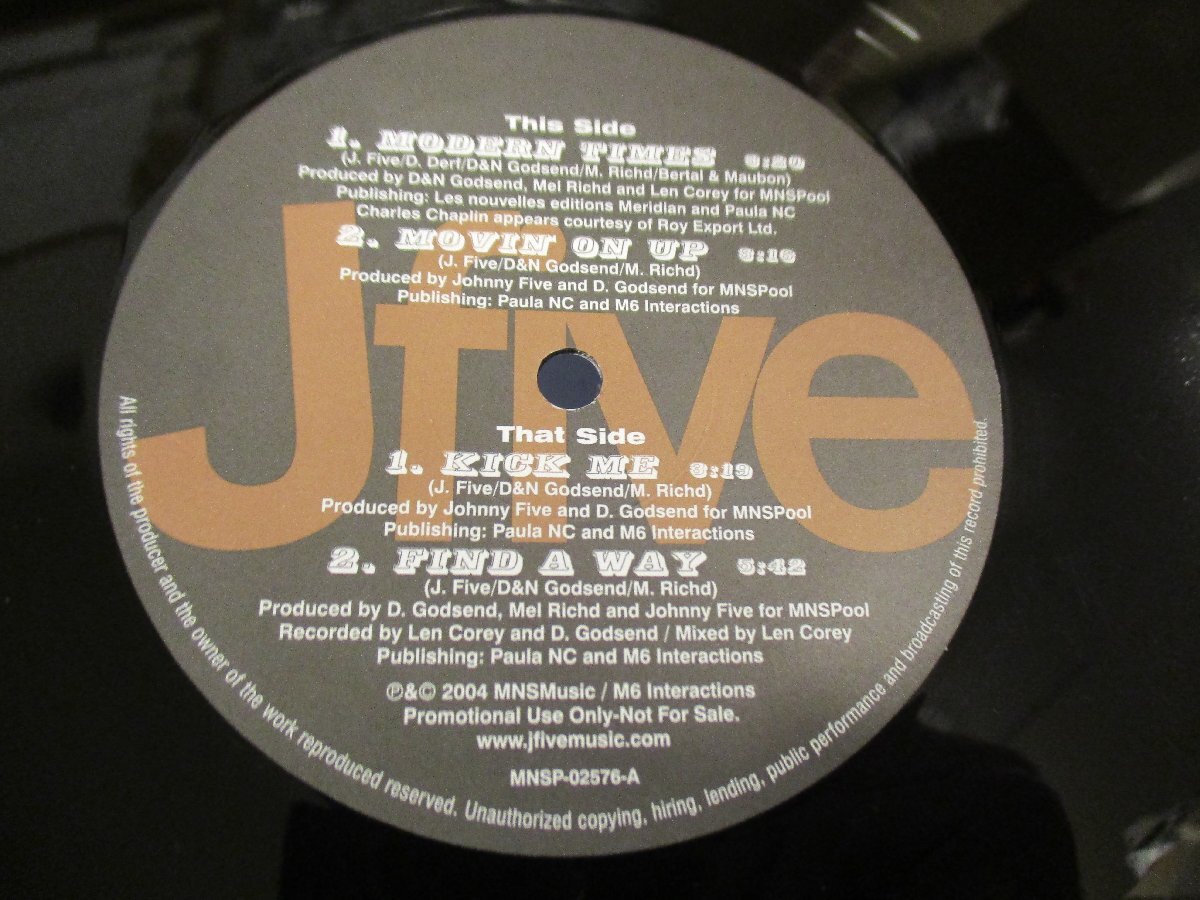 This Side
1. MODERN TIMES 3:20
(J. Five/D. Derf/D&N Godsend/M. Richd/Bertal & Maubon)
Produced by D&N Godsend, Mel Richd and Len Corey for MNSPool
Publishing: Les nouvelles editions Meridian and Paula NC
Charles Chaplin appears courtesy of Roy Export Ltd.
2. MOVIN ON UP
(J. Five/D&N Godsend/M. Richd)
Produced by Johnny Five and D. Godsend for MNSPool
Publishing: Paula NC and M6 Interactions
Jfive
That Side
1. KICK ME 3:19
(J. Five/D&N Godsend/M. Richd)
Produced by Johnny Five and D. Godsend for MNSPool
Publishing: Paula NC and M6 Interactions
2. FIND A WAY 5:42
(J. Five/D&N Godsend/M. Richd)
Produced by D. Godsend, Mel Richd and Johnny Five for MNSPool
Recorded by Len Corey and D. Godsend / Mixed by Len Corey
Publishing: Paula NC and M6 Interactions
℗&© 2004 MNSMusic / M6 Interactions
Promotional Use Only-Not For Sale.
www.jfivemusic.com
MNSP-02576-A
All rights of the producer and the owner of the work reproduced reserved. Unauthorized copying, hiring, lending, public performance and broadcasting of this record prohibited.